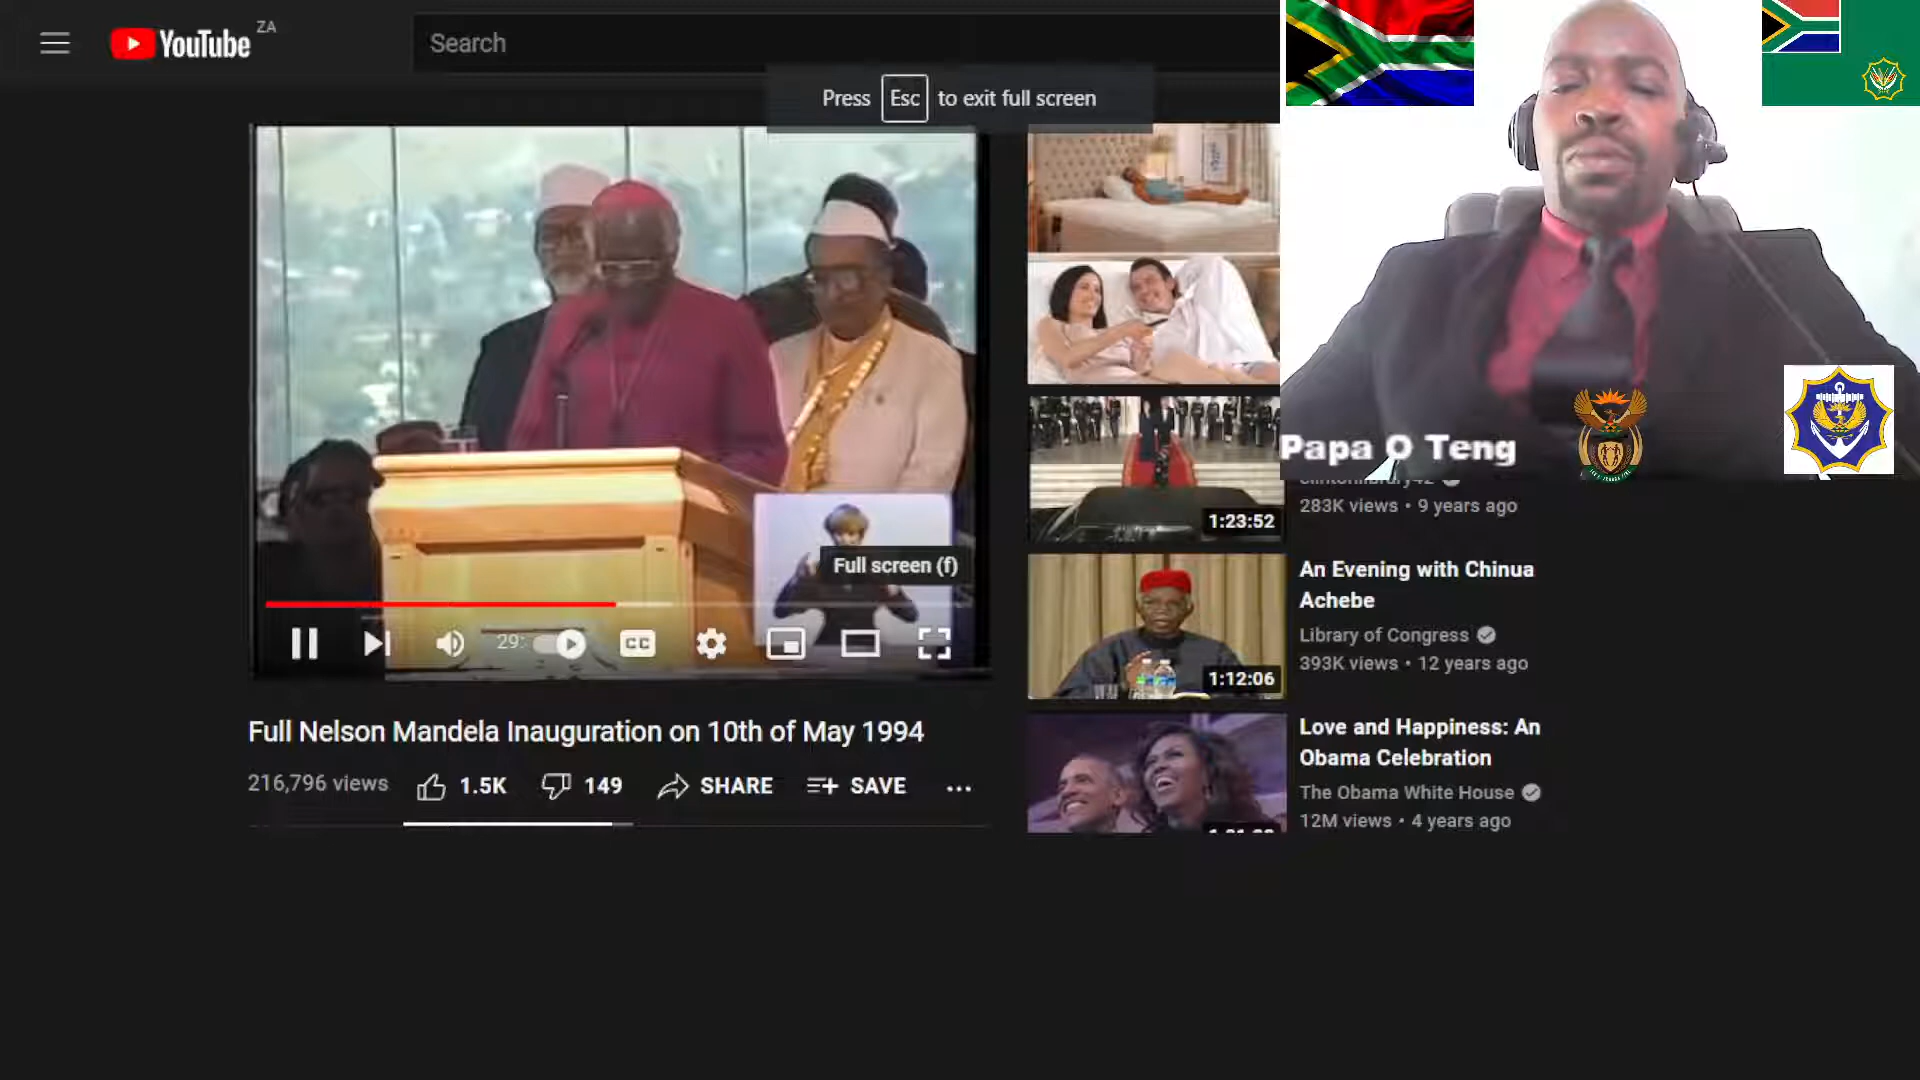 YouTube ZA
Search
Press Esc to exit full screen
Papa O Teng
Full screen (f)
29:
CC
1:23:52
283K views • 9 years ago
An Evening with Chinua
Achebe
Library of Congress
393K views • 12 years ago
1:12:06
Full Nelson Mandela Inauguration on 10th of May 1994
216,796 views
1.5K
149
SHARE
SAVE
Love and Happiness: An
Obama Celebration
The Obama White House
12M views • 4 years ago